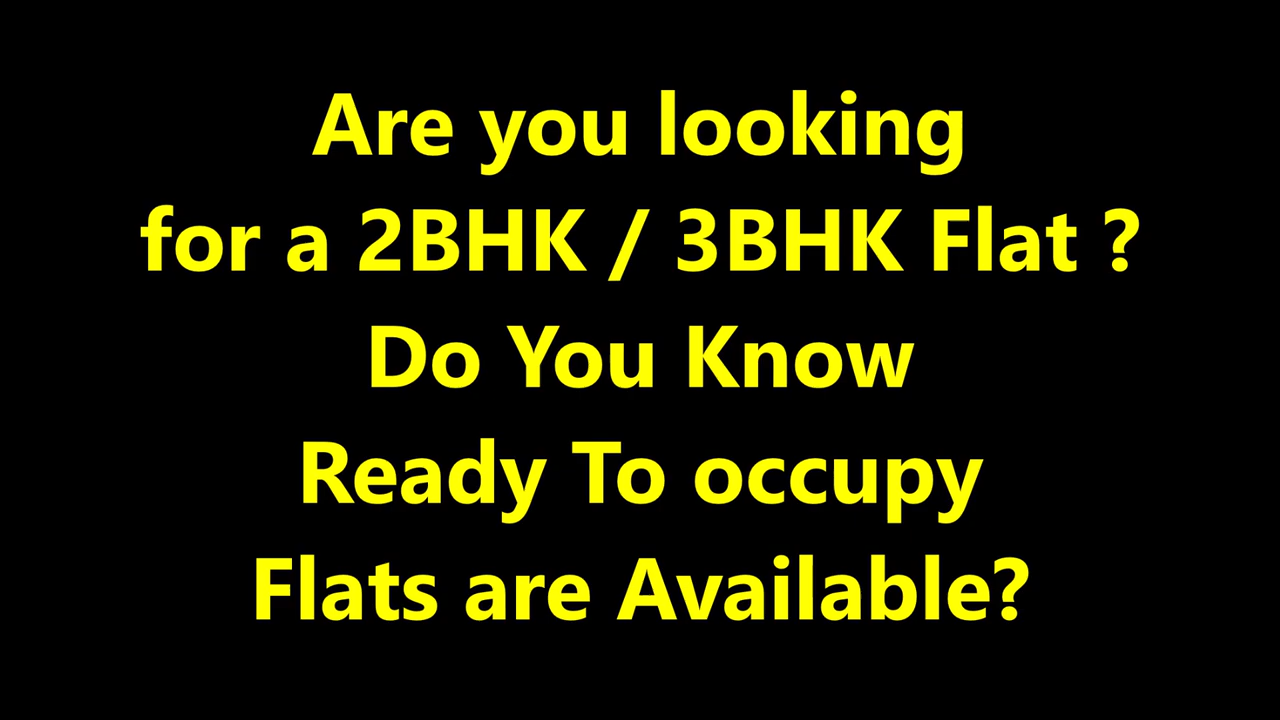 Are you looking
for a 2BHK / 3BHK Flat ?
Do You Know
Ready To occupy
Flats are Available?